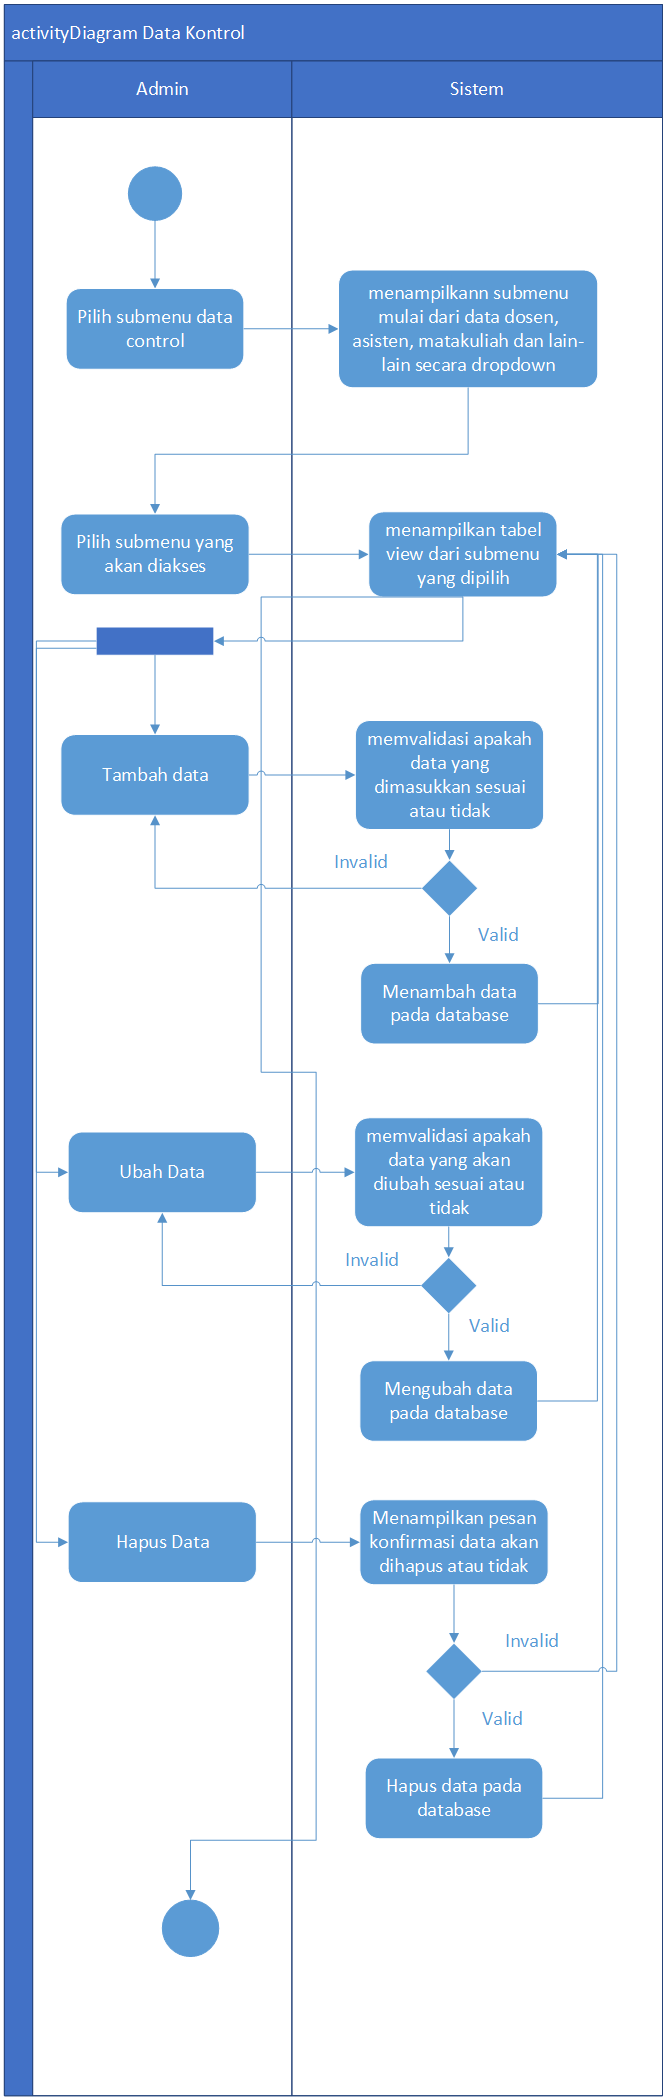 activityDiagram Data Kontrol
Admin
Sistem
Pilih submenu data
control
menampilkann submenu
mulai dari data dosen,
asisten, matakuliah dan lain-
lain secara dropdown
Pilih submenu yang
akan diakses
menampilkan tabel
view dari submenu
yang dipilih
Tambah data
memvalidasi apakah
data yang
dimasukkan sesuai
atau tidak
Invalid
Valid
Menambah data
pada database
Ubah Data
memvalidasi apakah
data yang akan
diubah sesuai atau
tidak
Invalid
Valid
Mengubah data
pada database
Hapus Data
Menampilkan pesan
konfirmasi data akan
dihapus atau tidak
Invalid
Valid
Hapus data pada
database